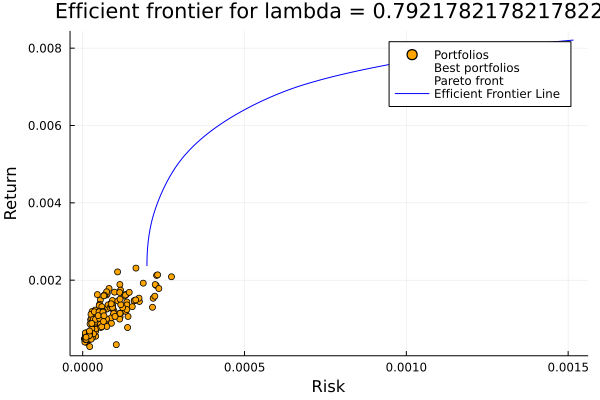 Efficient frontier for lambda = 0.7921782178217822
0.008
0.006
0.004
0.002
Return
Portfolios
Best portfolios
Pareto front
Efficient Frontier Line
0.0000
0.0005
0.0010
0.0015
Risk